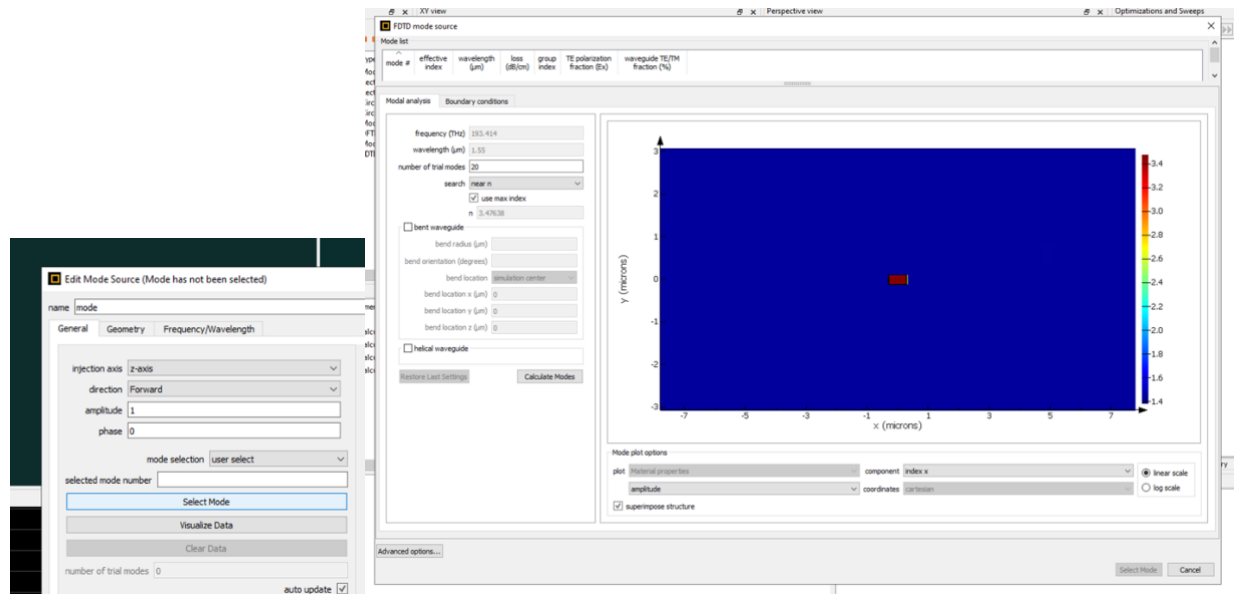 XY view
Perspective view
Optimizations and Sweeps
FDTD mode source
Mode list
mode #
effective index
wavelength (µm)
loss (dB/cm)
group index
TE polarization fraction (Ex)
waveguide TE/TM fraction (%)
Modal analysis
Boundary conditions
frequency (THz) 193.414
wavelength (µm) 1.55
number of trial modes 20
search near n
use max index
n 3.47638
bent waveguide
bend radius (µm)
bend orientation (degrees)
bend location simulation center
bend location x (µm) 0
bend location y (µm) 0
bend location z (µm) 0
helical waveguide
Restore Last Settings
Calculate Modes
3
2
1
0
-1
-2
-3
y (microns)
-7 -5 -3 -1 1 3 5 7
x (microns)
3.4
3.2
3.0
2.8
2.6
2.4
2.2
2.0
1.8
1.6
1.4
Mode plot options
plot Material properties
component index x
linear scale
amplitude
coordinates cartesian
log scale
superimpose structure
Advanced options...
Select Mode
Cancel
Edit Mode Source (Mode has not been selected)
name mode
General
Geometry
Frequency/Wavelength
injection axis z-axis
direction Forward
amplitude 1
phase 0
mode selection user select
selected mode number
Select Mode
Visualize Data
Clear Data
number of trial modes 0
auto update